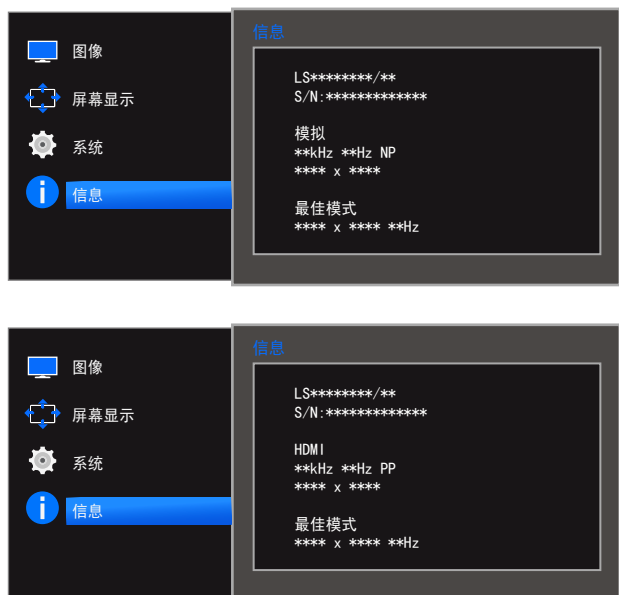 图像
屏幕显示
系统
信息
信息
LS********/**
S/N:*************
模拟
**kHz **Hz NP
**** x ****
最佳模式
**** x **** **Hz
图像
屏幕显示
系统
信息
信息
LS********/**
S/N:*************
HDMI
**kHz **Hz PP
**** x ****
最佳模式
**** x **** **Hz